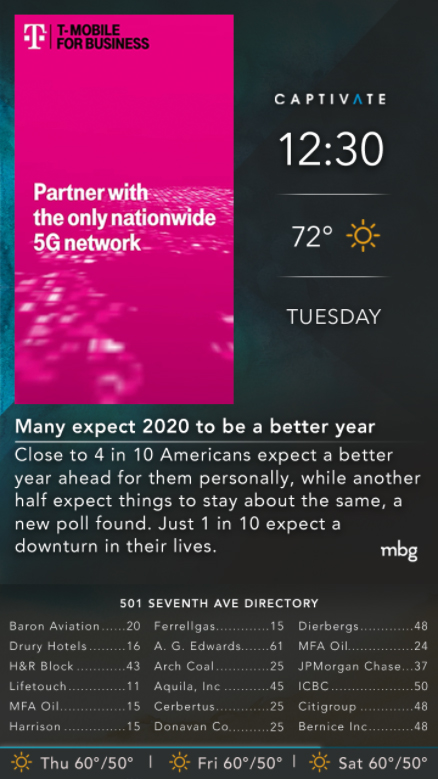 T T-MOBILE
FOR BUSINESS
Partner with
the only nationwide
5G network
CAPTIVATE
12:30
72°
TUESDAY
Many expect 2020 to be a better year
Close to 4 in 10 Americans expect a better
year ahead for them personally, while another
half expect things to stay about the same, a
new poll found. Just 1 in 10 expect a
downturn in their lives.
mbg
501 SEVENTH AVE DIRECTORY
Baron Aviation......20 Ferrellgas.............15 Dierbergs.............48
Drury Hotels.........16 A. G. Edwards.....61 MFA Oil................24
H&R Block ...........43 Arch Coal.............25 JPMorgan Chase...37
Lifetouch..............11 Aquila, Inc ...........45 ICBC....................50
MFA Oil................15 Cerbertus.............25 Citigroup ..............48
Harrison ...............15 Donavan Co..........25 Bernice Inc............48
Thu 60°/50° | Fri 60°/50° | Sat 60°/50°